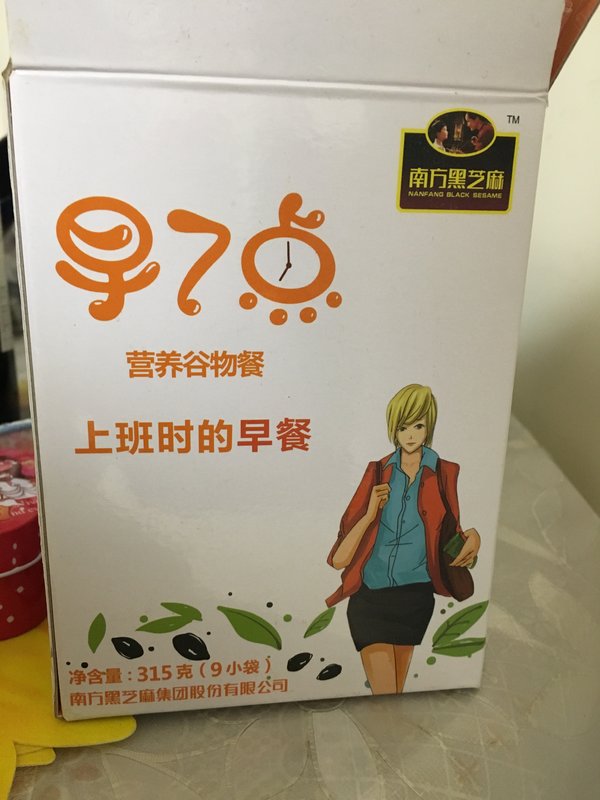 TM
南方黑芝麻
NANFANG BLACK SESAME
早7点
营养谷物餐
上班时的早餐
净含量：315克（9小袋）
南方黑芝麻集团股份有限公司